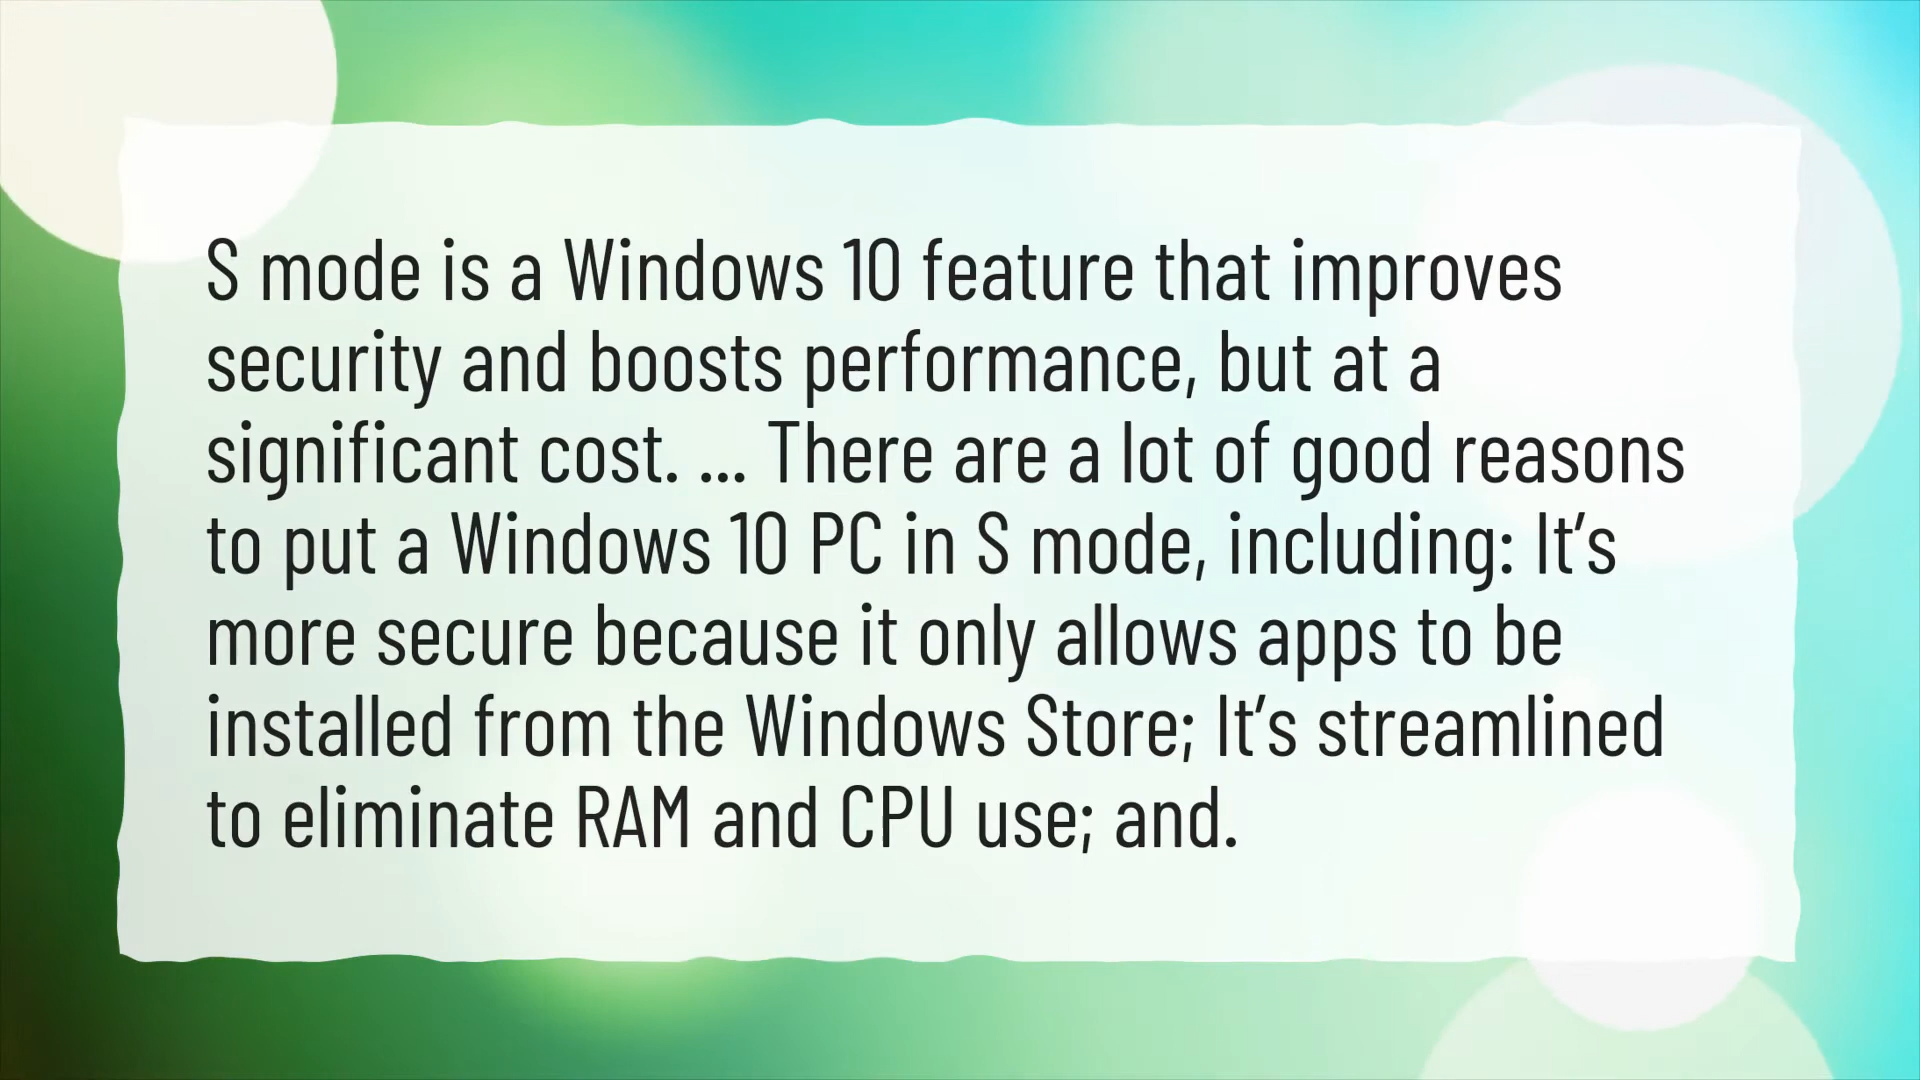 S mode is a Windows 10 feature that improves
security and boosts performance, but at a
significant cost. ... There are a lot of good reasons
to put a Windows 10 PC in S mode, including: It’s
more secure because it only allows apps to be
installed from the Windows Store; It’s streamlined
to eliminate RAM and CPU use; and.